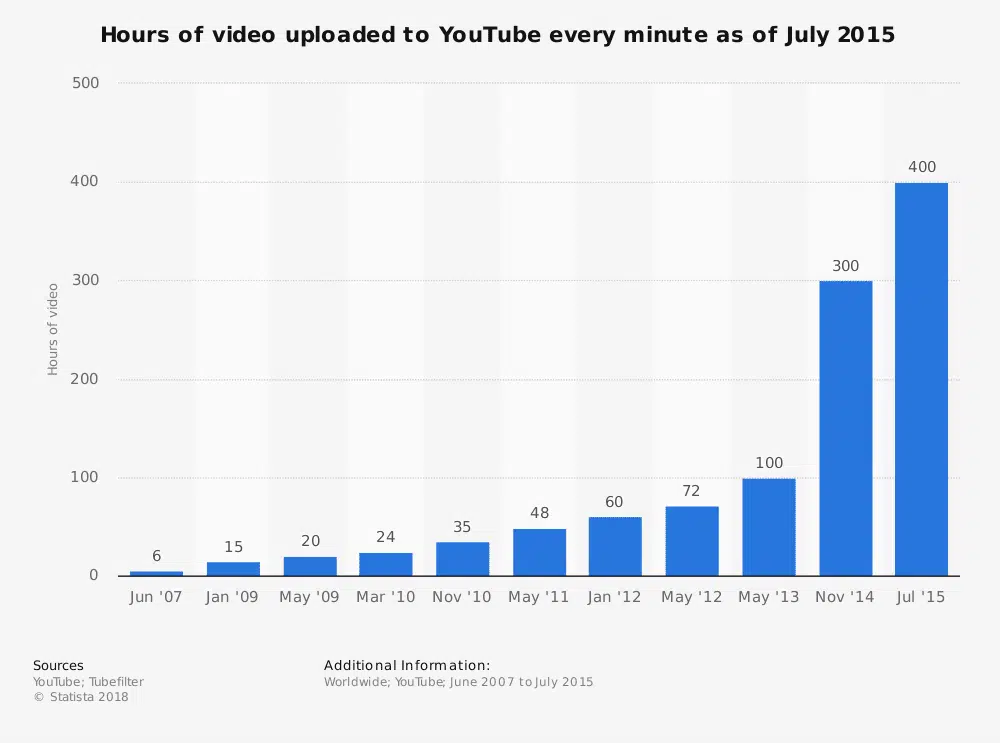 Hours of video uploaded to YouTube every minute as of July 2015
500
400
300
200
100
0
Hours of video
6
15
20
24
35
48
60
72
100
300
400
Jun '07 Jan '09 May '09 Mar '10 Nov '10 May '11 Jan '12 May '12 May '13 Nov '14 Jul '15
Sources
YouTube; Tubefilter
© Statista 2018
Additional Information:
Worldwide; YouTube; June 2007 to July 2015